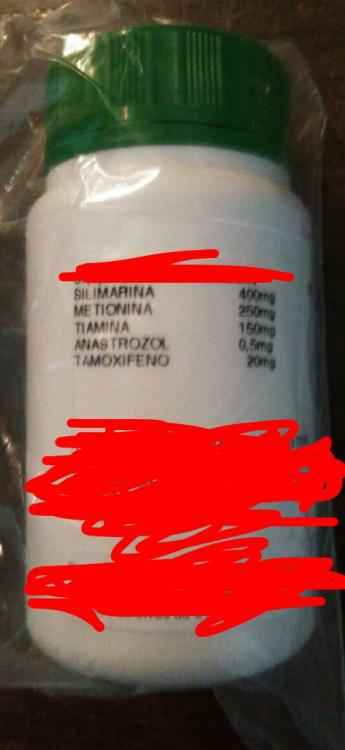 SILIMARINA 400mg
METIONINA 250mg
TIAMINA 150mg
ANASTROZOL 0,5mg
TAMOXIFENO 20mg